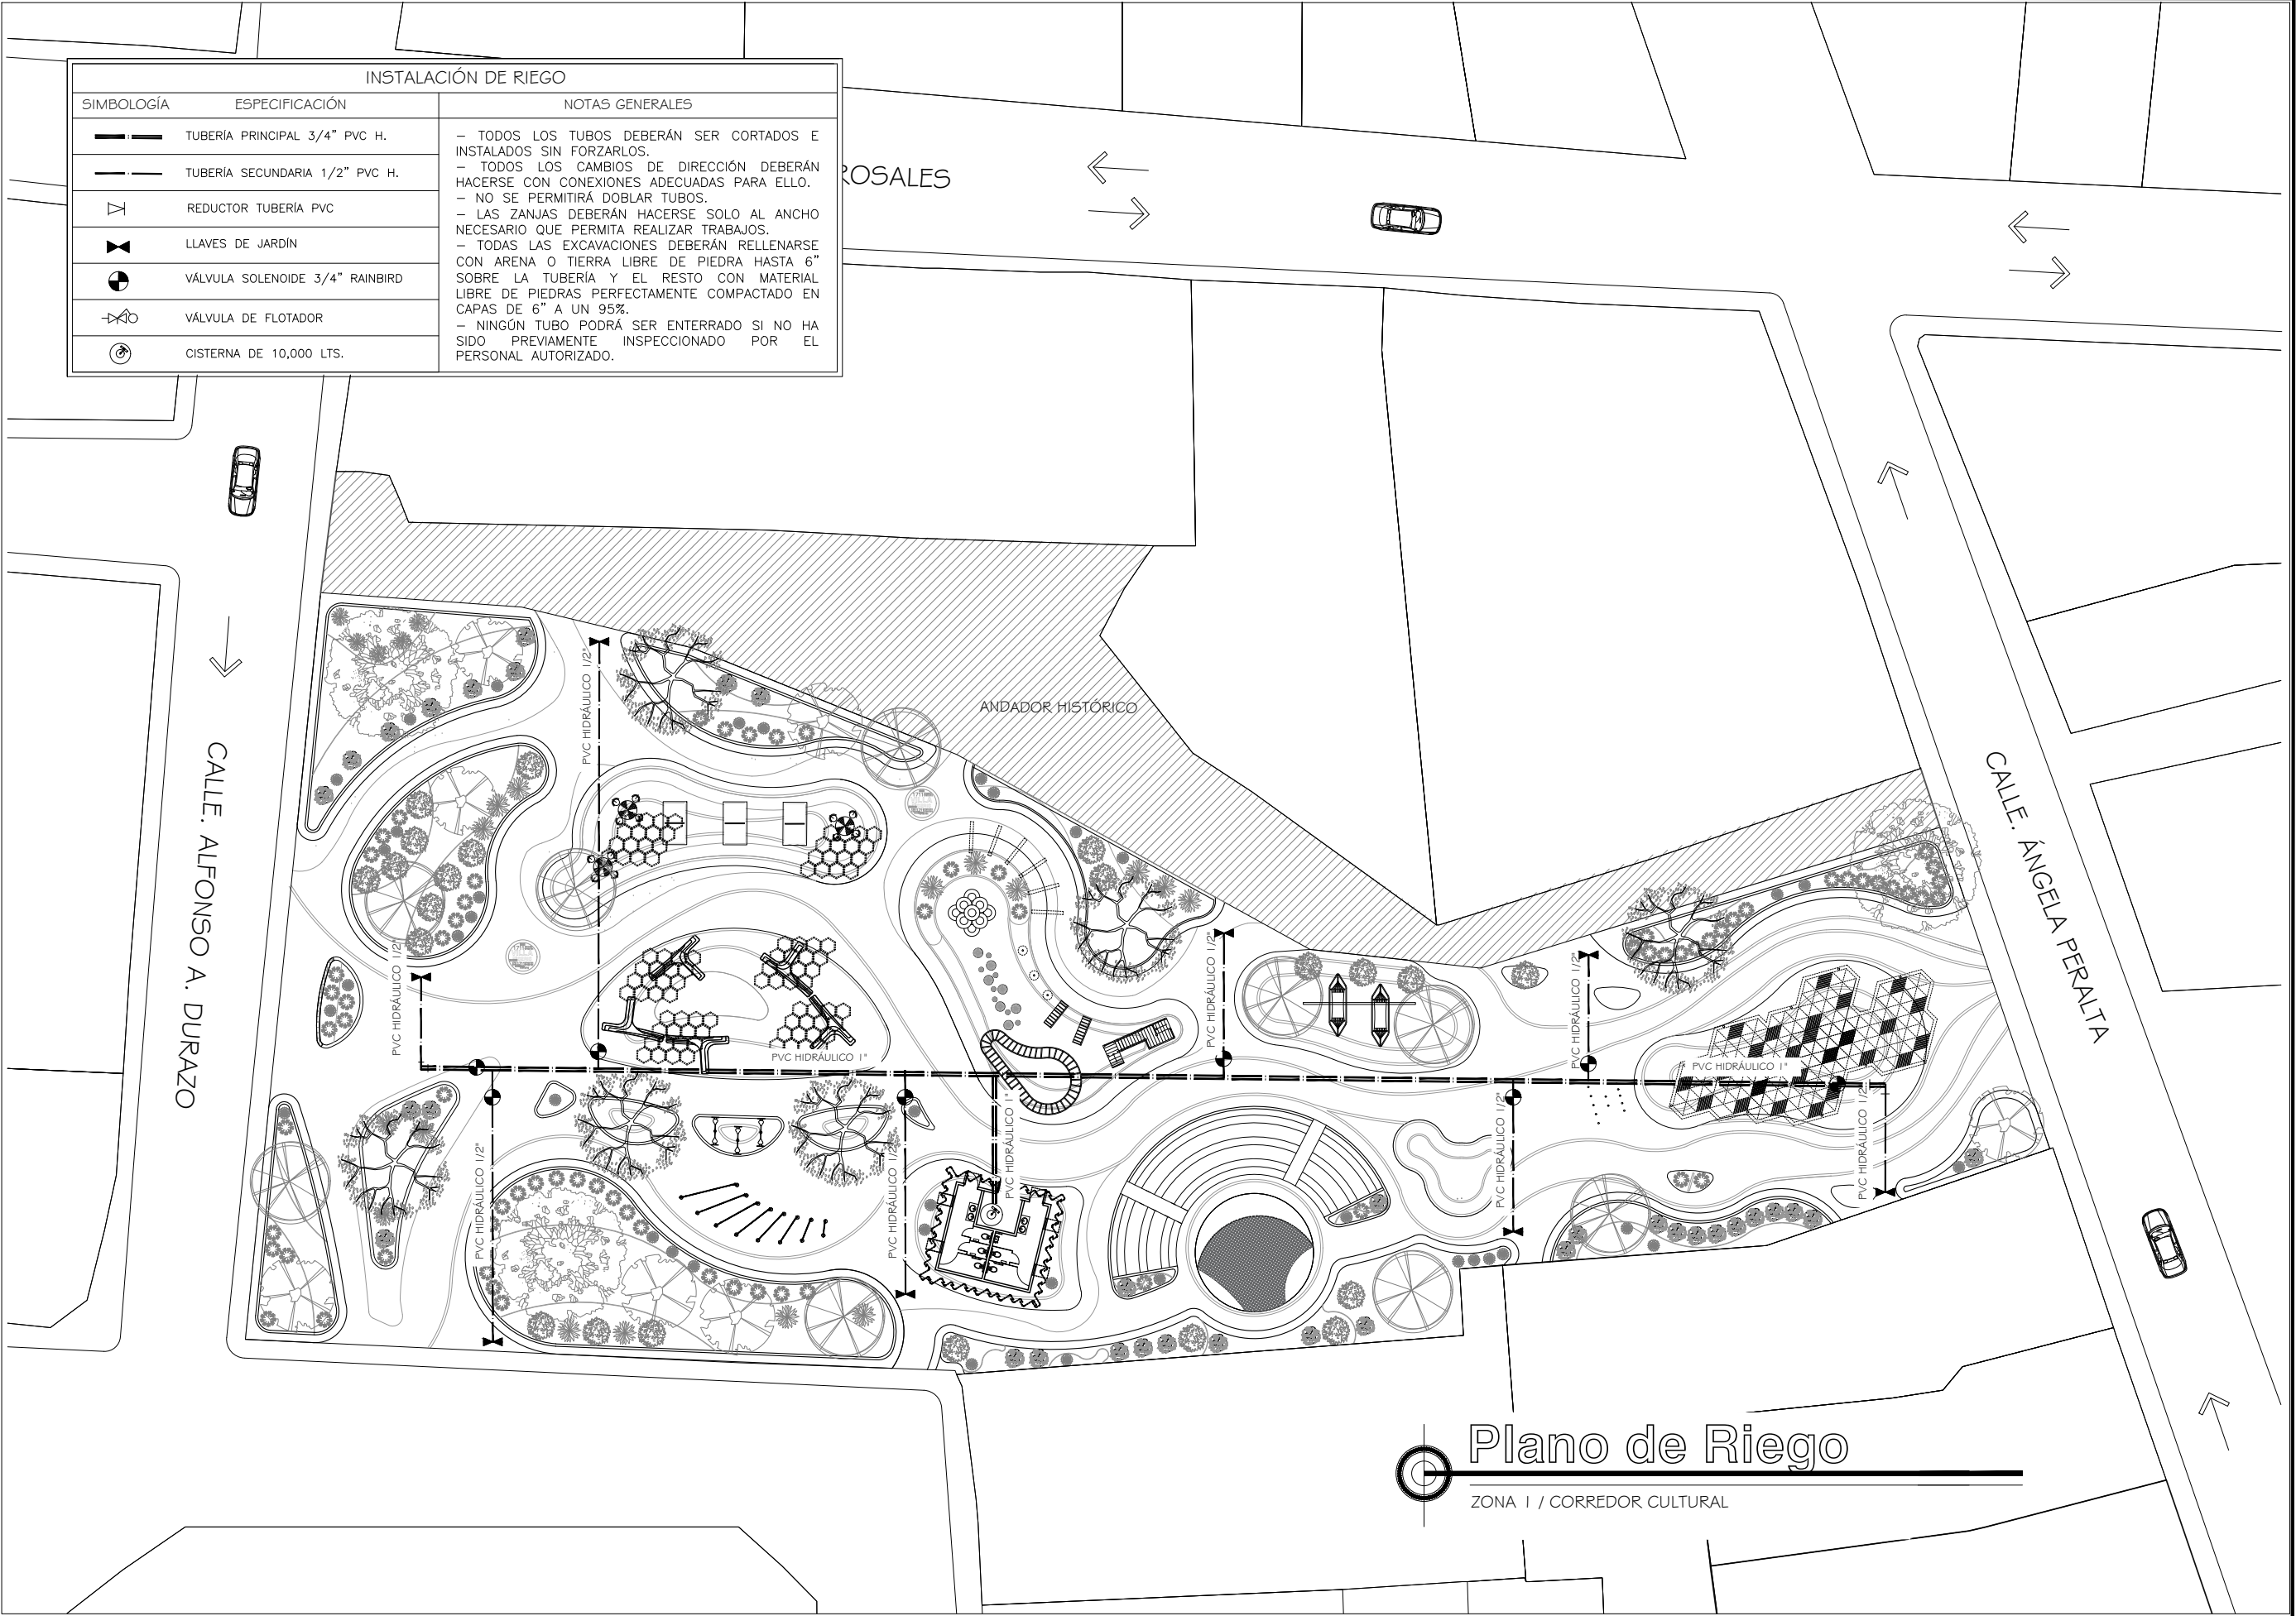 INSTALACIÓN DE RIEGO
SIMBOLOGÍA ESPECIFICACIÓN
TUBERÍA PRINCIPAL 3/4" PVC H.
TUBERÍA SECUNDARIA 1/2" PVC H.
REDUCTOR TUBERÍA PVC
LLAVES DE JARDÍN
VÁLVULA SOLENOIDE 3/4" RAINBIRD
VÁLVULA DE FLOTADOR
CISTERNA DE 10,000 LTS.
NOTAS GENERALES
– TODOS LOS TUBOS DEBERÁN SER CORTADOS E
INSTALADOS SIN FORZARLOS.
– TODOS LOS CAMBIOS DE DIRECCIÓN DEBERÁN
HACERSE CON CONEXIONES ADECUADAS PARA ELLO.
– NO SE PERMITIRÁ DOBLAR TUBOS.
– LAS ZANJAS DEBERÁN HACERSE SOLO AL ANCHO
NECESARIO QUE PERMITA REALIZAR TRABAJOS.
– TODAS LAS EXCAVACIONES DEBERÁN RELLENARSE
CON ARENA O TIERRA LIBRE DE PIEDRA HASTA 6"
SOBRE LA TUBERÍA Y EL RESTO CON MATERIAL
LIBRE DE PIEDRAS PERFECTAMENTE COMPACTADO EN
CAPAS DE 6" A UN 95%.
– NINGÚN TUBO PODRÁ SER ENTERRADO SI NO HA
SIDO PREVIAMENTE INSPECCIONADO POR EL
PERSONAL AUTORIZADO.
ROSALES
ANDADOR HISTÓRICO
CALLE. ALFONSO A. DURAZO
CALLE. ÁNGELA PERALTA
PVC HIDRÁULICO 1/2"
PVC HIDRÁULICO 1/2"
PVC HIDRÁULICO 1/2"
PVC HIDRÁULICO 1/2"
PVC HIDRÁULICO 1"
PVC HIDRÁULICO 1"
PVC HIDRÁULICO 1/2"
PVC HIDRÁULICO 1/2"
PVC HIDRÁULICO 1"
PVC HIDRÁULICO 1/2"
PVC HIDRÁULICO 1/2"
Plano de Riego
ZONA 1 / CORREDOR CULTURAL